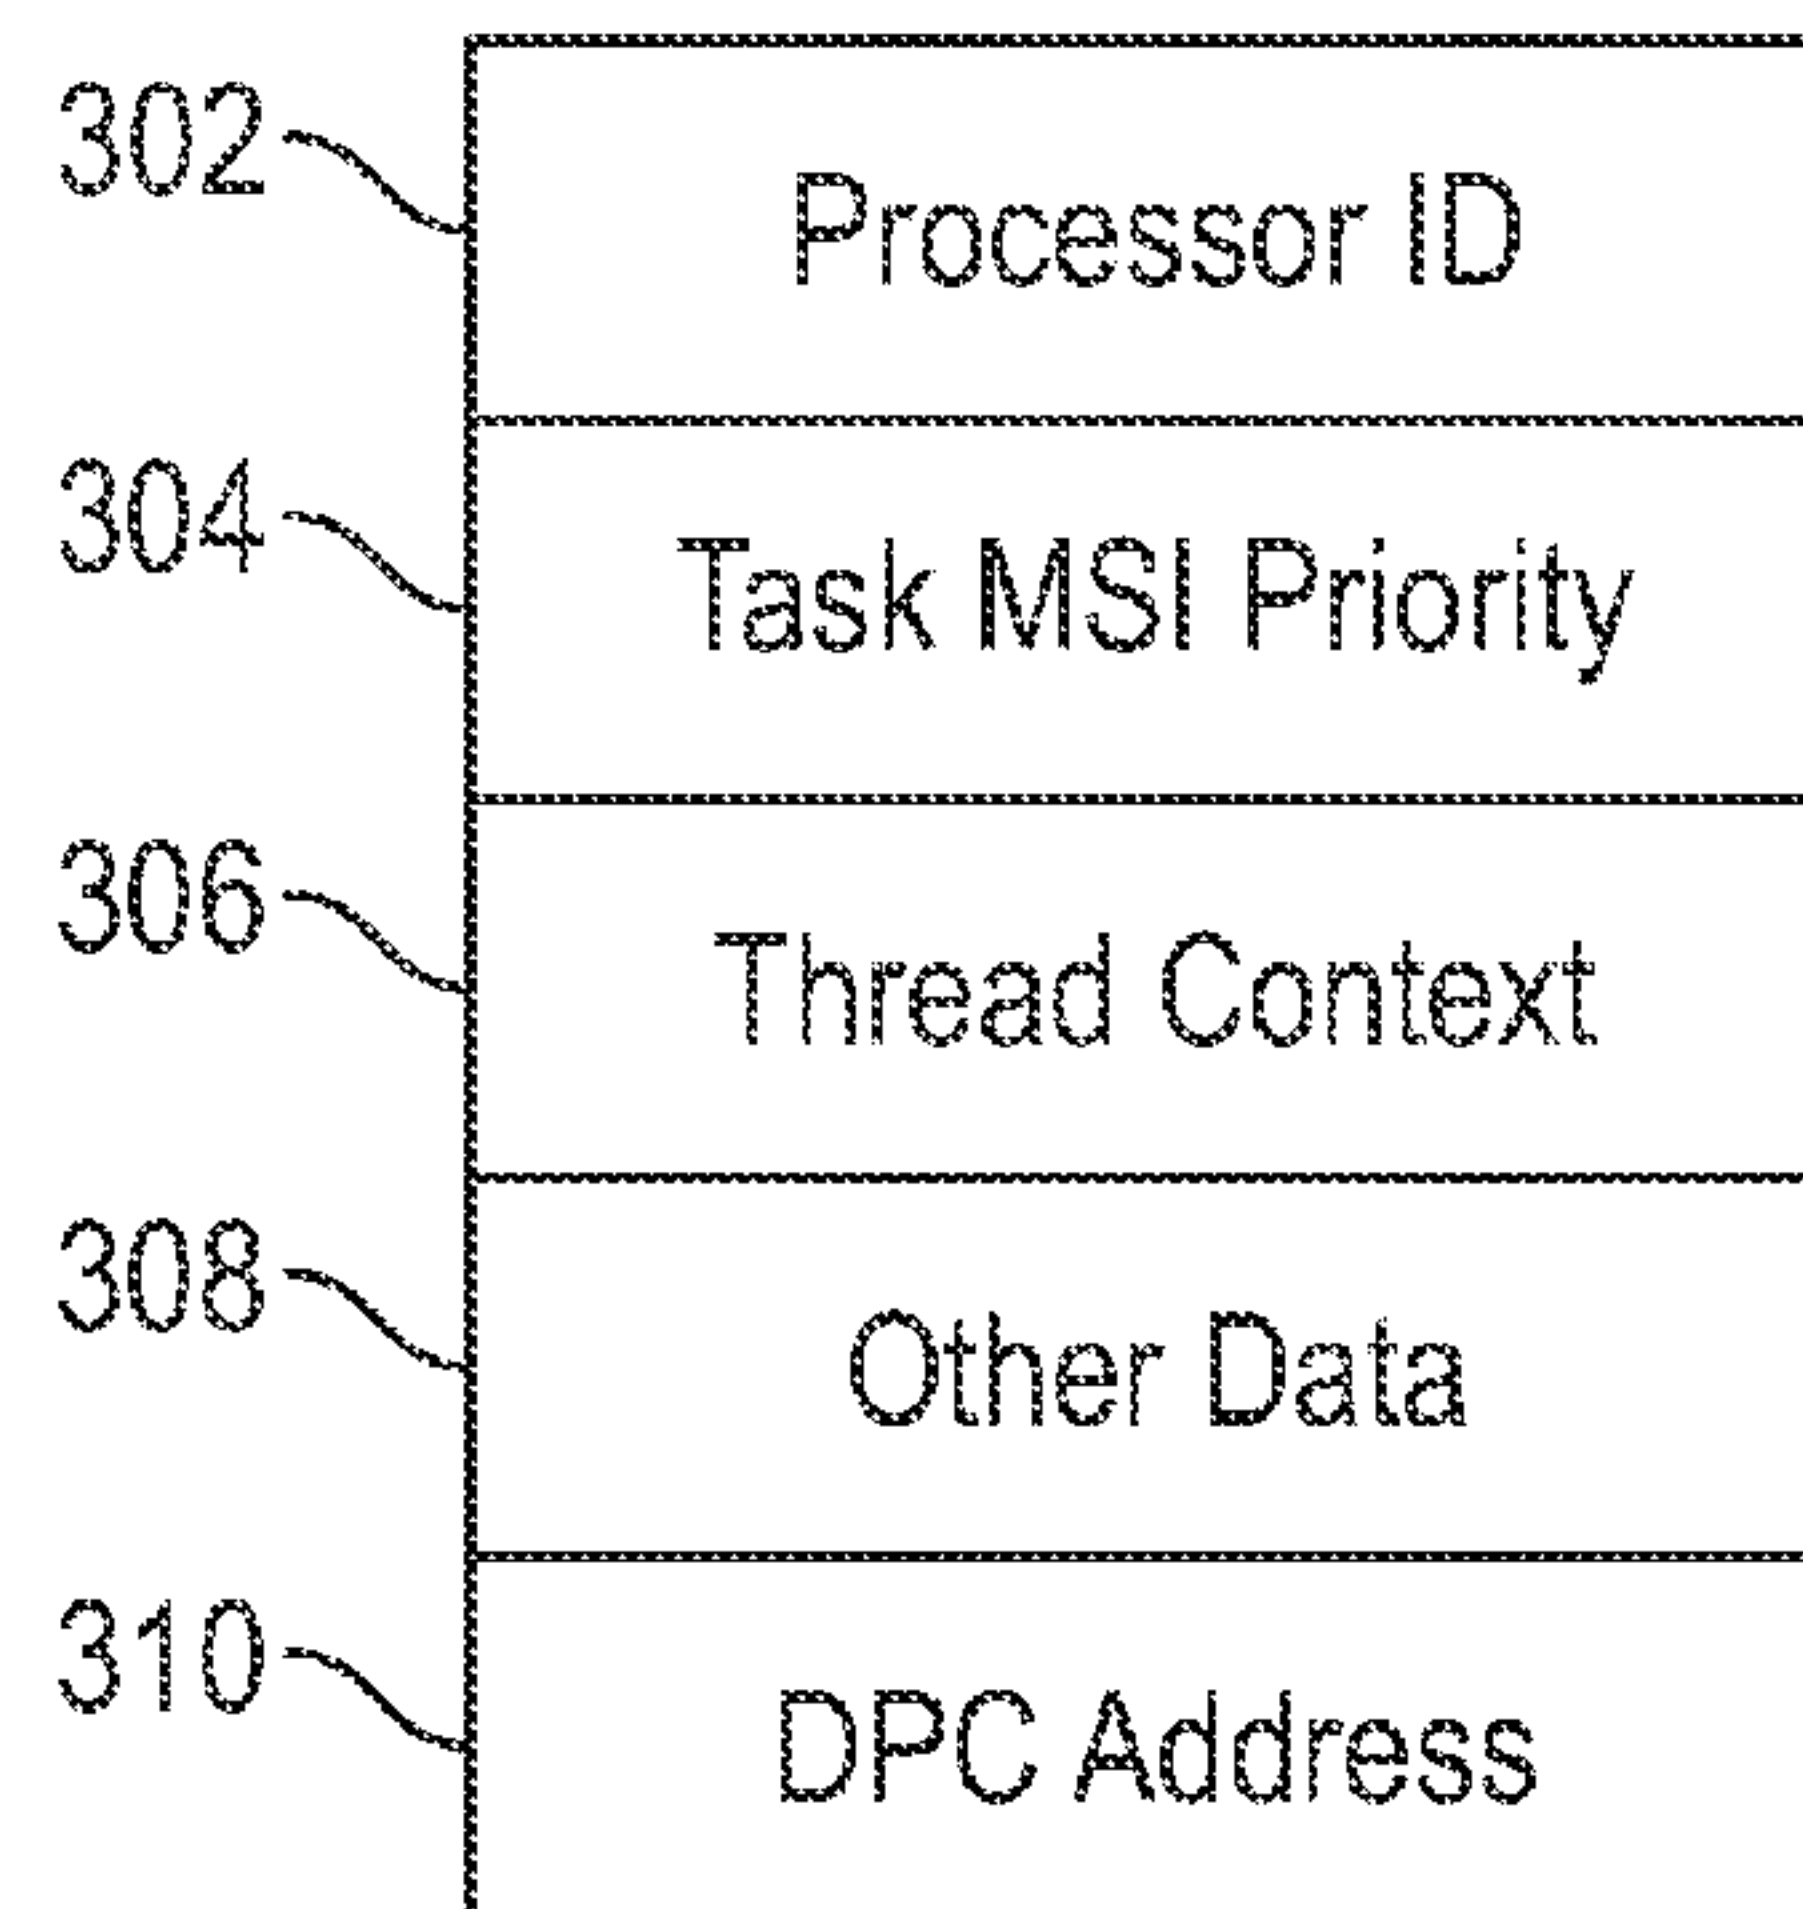 302 Processor ID
304 Task MSI Priority
306 Thread Context
308 Other Data
310 DPC Address